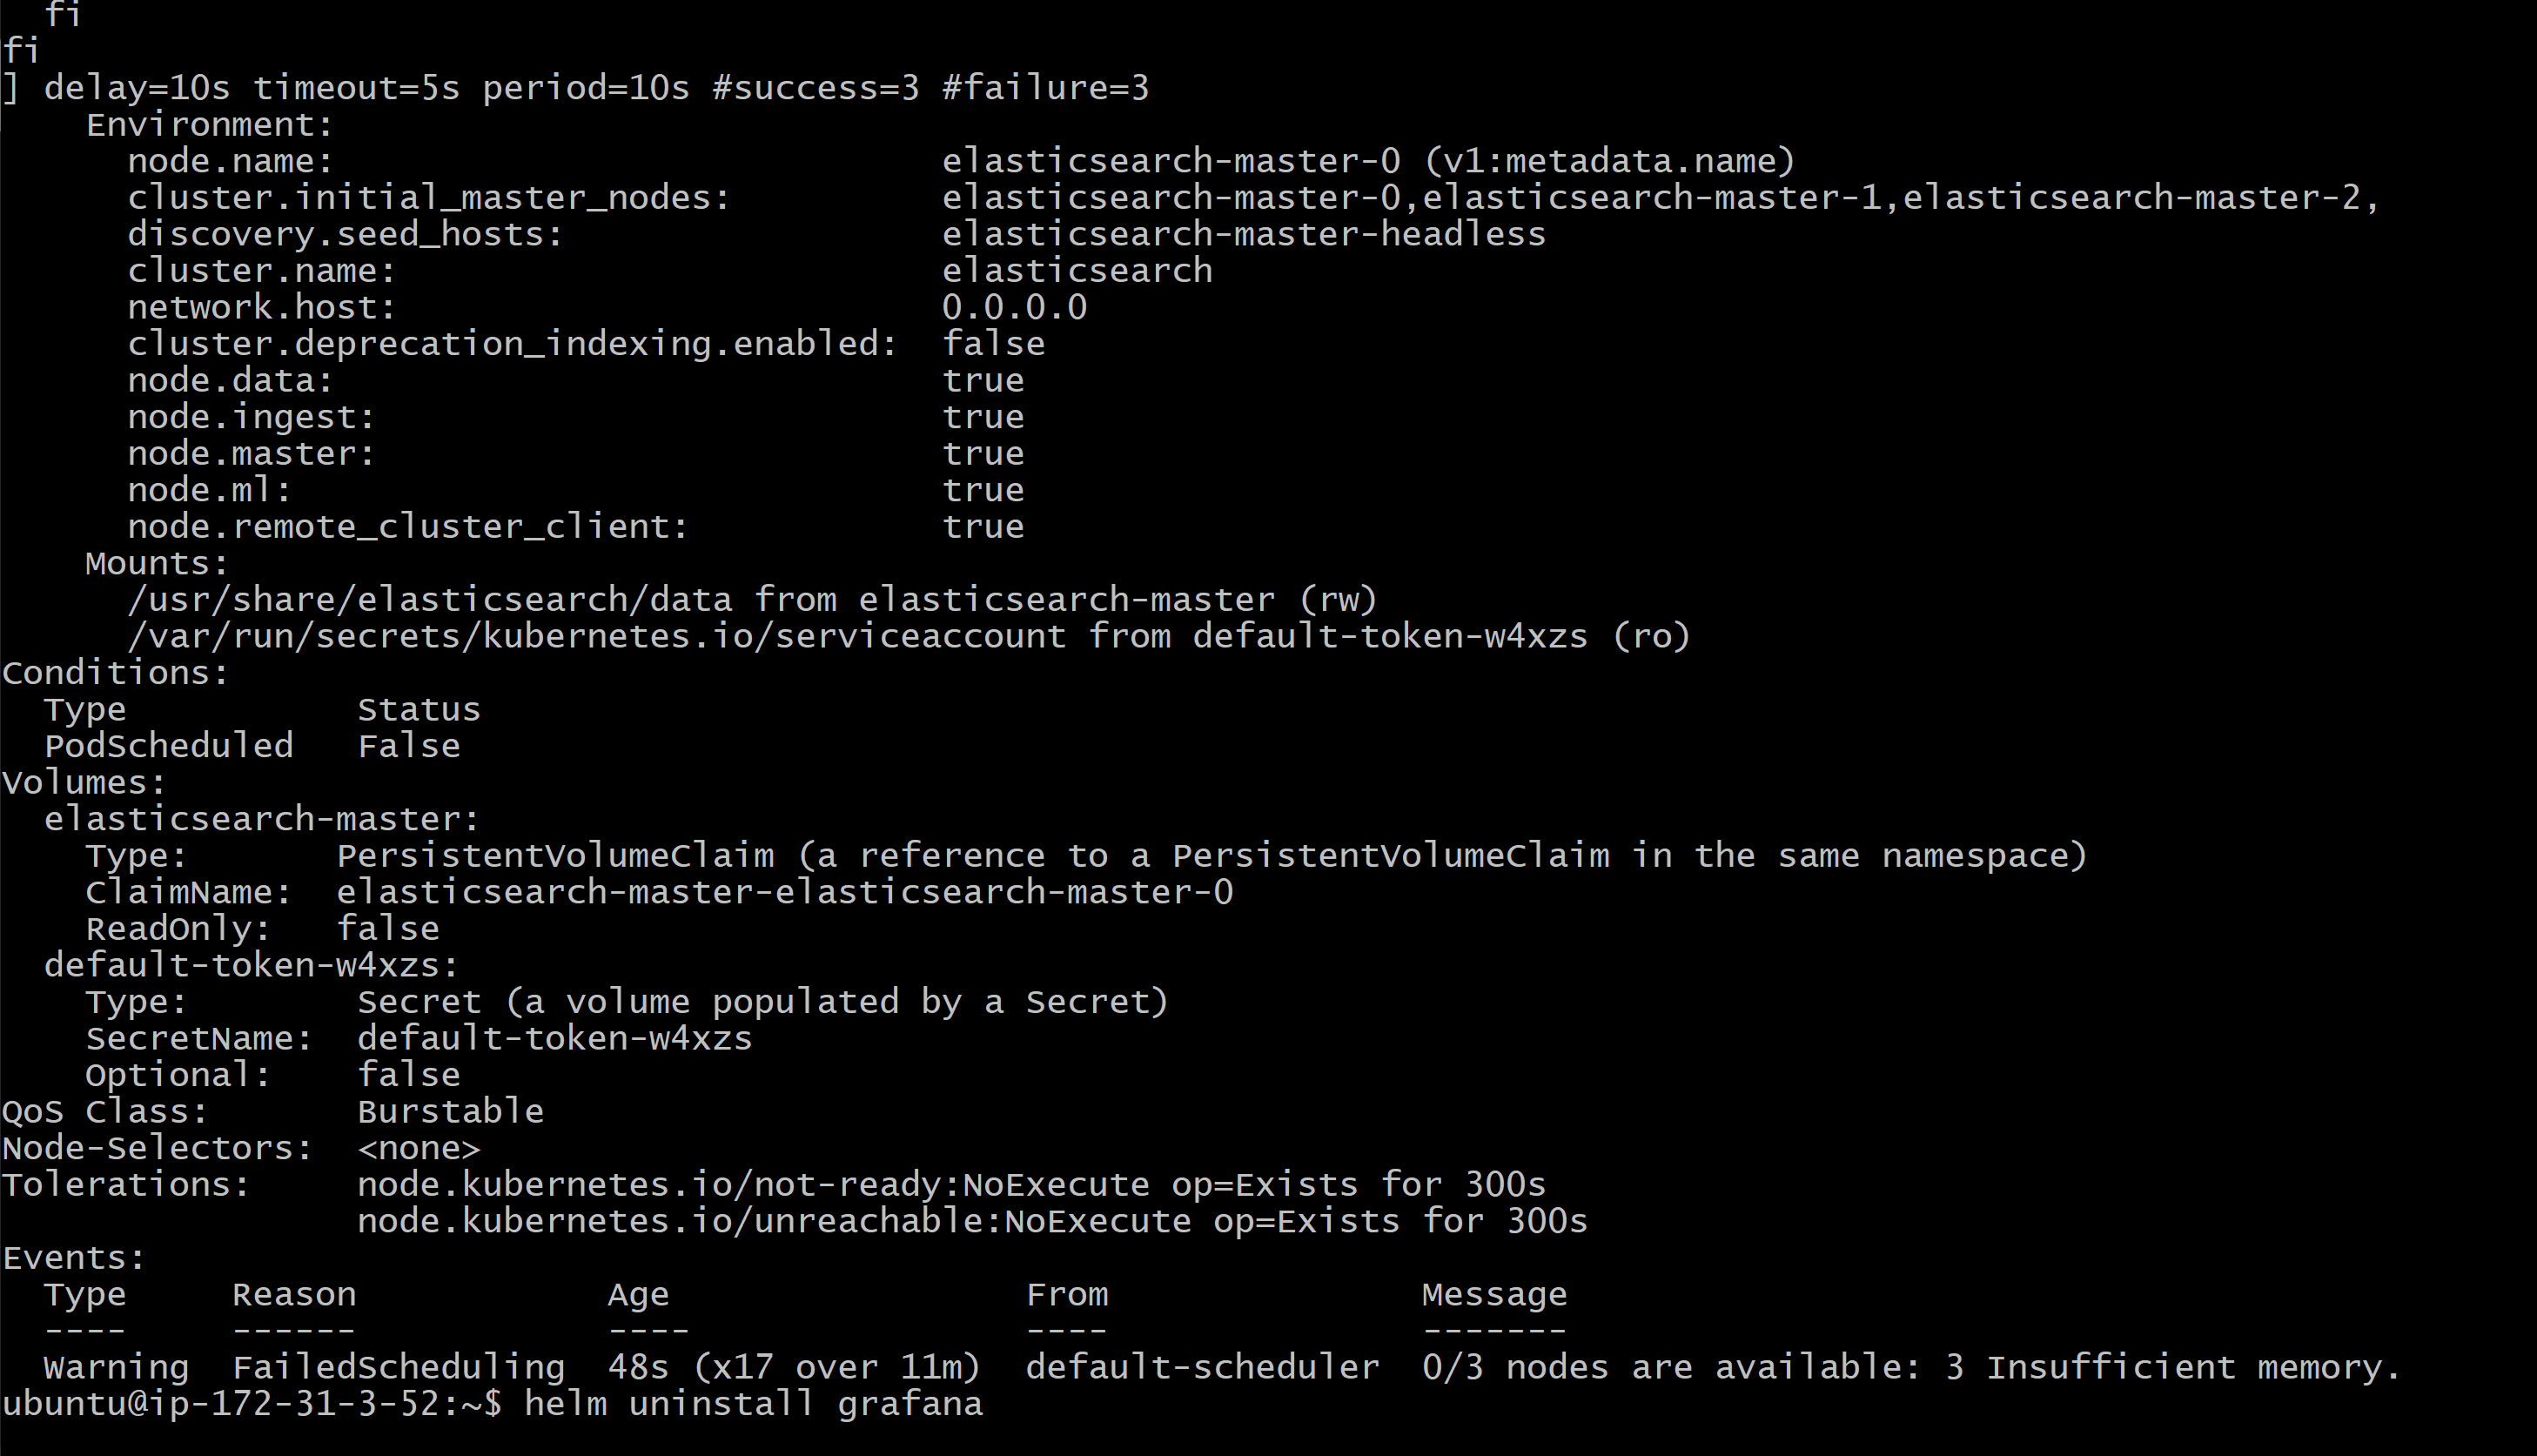 fi
fi
] delay=10s timeout=5s period=10s #success=3 #failure=3
    Environment:
      node.name:                             elasticsearch-master-0 (v1:metadata.name)
      cluster.initial_master_nodes:          elasticsearch-master-0,elasticsearch-master-1,elasticsearch-master-2,
      discovery.seed_hosts:                  elasticsearch-master-headless
      cluster.name:                          elasticsearch
      network.host:                          0.0.0.0
      cluster.deprecation_indexing.enabled:  false
      node.data:                             true
      node.ingest:                           true
      node.master:                           true
      node.ml:                               true
      node.remote_cluster_client:            true
    Mounts:
      /usr/share/elasticsearch/data from elasticsearch-master (rw)
      /var/run/secrets/kubernetes.io/serviceaccount from default-token-w4xzs (ro)
Conditions:
  Type           Status
  PodScheduled   False
Volumes:
  elasticsearch-master:
    Type:       PersistentVolumeClaim (a reference to a PersistentVolumeClaim in the same namespace)
    ClaimName:  elasticsearch-master-elasticsearch-master-0
    ReadOnly:   false
  default-token-w4xzs:
    Type:        Secret (a volume populated by a Secret)
    SecretName:  default-token-w4xzs
    Optional:    false
QoS Class:       Burstable
Node-Selectors:  <none>
Tolerations:     node.kubernetes.io/not-ready:NoExecute op=Exists for 300s
                 node.kubernetes.io/unreachable:NoExecute op=Exists for 300s
Events:
  Type     Reason            Age                 From               Message
  ----     ------            ----                ----               -------
  Warning  FailedScheduling  48s (x17 over 11m)  default-scheduler  0/3 nodes are available: 3 Insufficient memory.
ubuntu@ip-172-31-3-52:~$ helm uninstall grafana